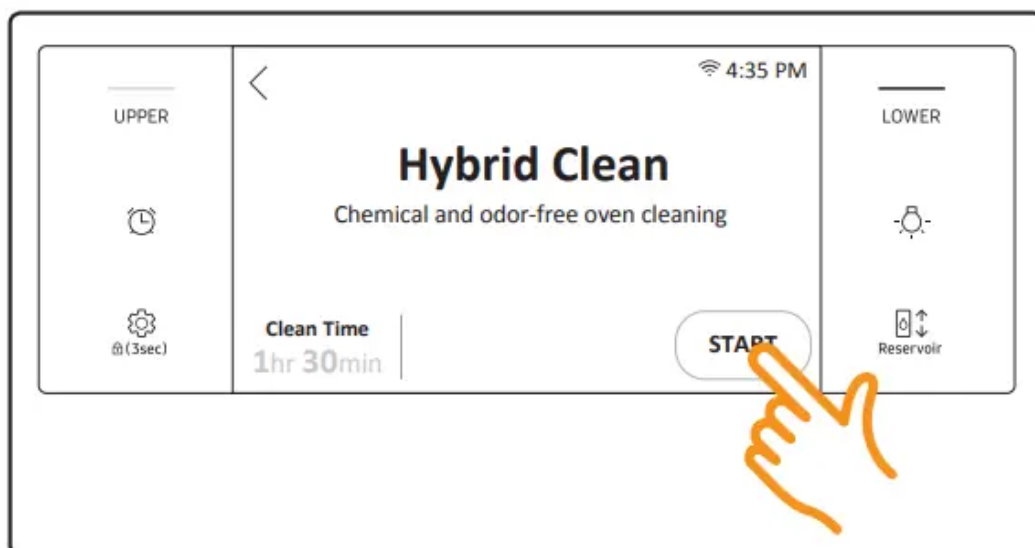 UPPER
(3sec)
4:35 PM
Hybrid Clean
Chemical and odor-free oven cleaning
Clean Time
1hr 30min
START
LOWER
Reservoir